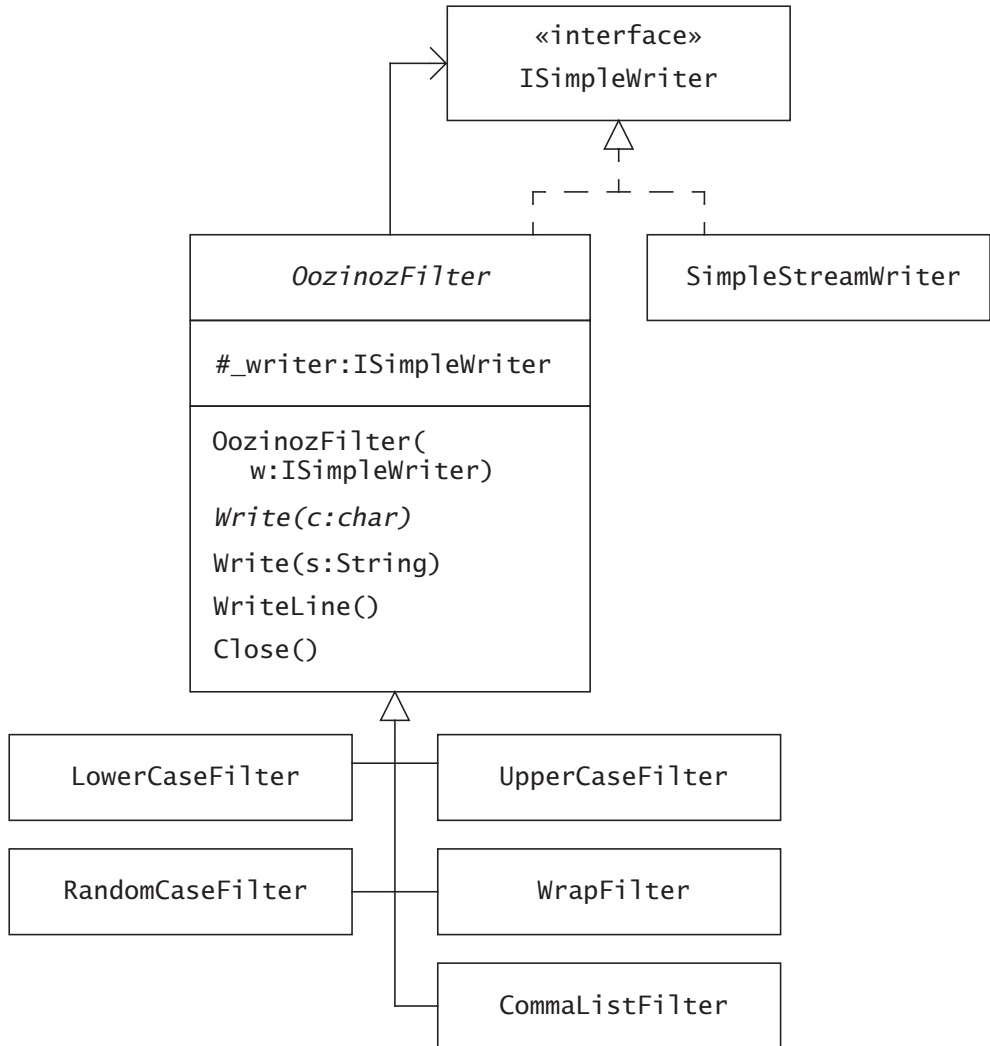 «interface»
ISimpleWriter
OozinozFilter
SimpleStreamWriter
#_writer:ISimpleWriter
OozinozFilter(
w:ISimpleWriter)
Write(c:char)
Write(s:String)
WriteLine()
Close()
LowerCaseFilter
UpperCaseFilter
RandomCaseFilter
WrapFilter
CommaListFilter